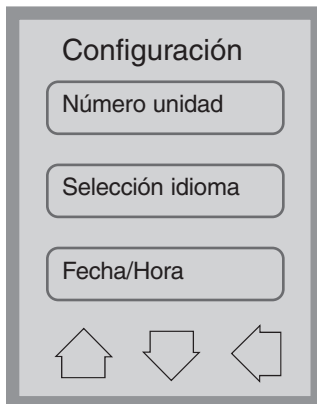 Configuración
Número unidad
Selección idioma
Fecha/Hora